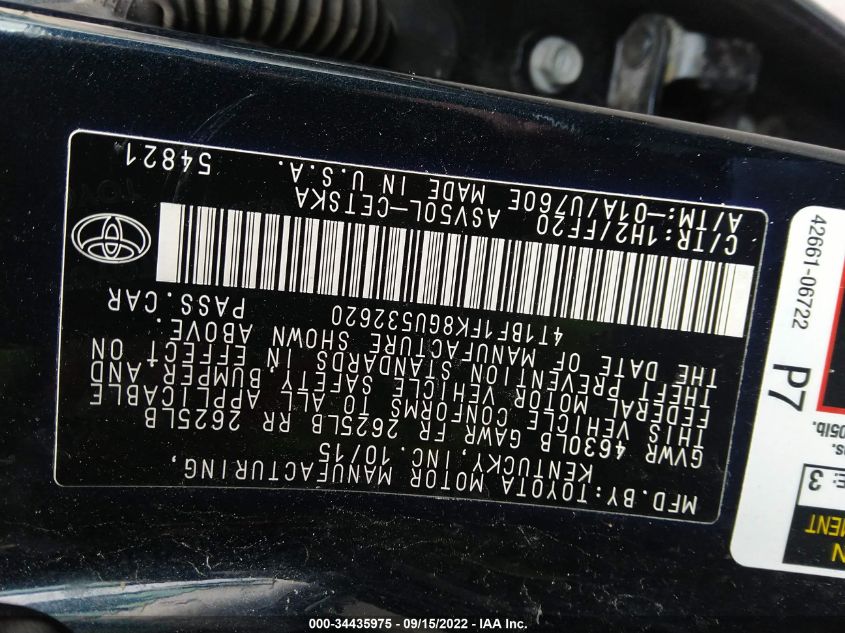 MFD.BY:TOYOTA MOTOR MANUFACTURING,
KENTUCKY, INC. 10/15
GVWR 4630LB GAWR FR 2625LB RR 2625LB
THIS VEHICLE CONFORMS TO ALL APPLICABLE
FEDERAL MOTOR VEHICLE SAFETY,BUMPER,AND
THEFT PREVENTION STANDARDS IN EFFECT ON
THE DATE OF MANUFACTURE SHOWN ABOVE.
4T1BF1FK8GU532620 PASS.CAR
C/TR:1H2/FF20 ASV50L-CETSKA
A/TM:-01A/U760E MADE IN U.S.A.
54821
42661-06722
P7
05lb.
3
000-34435975 - 09/15/2022 - IAA Inc.